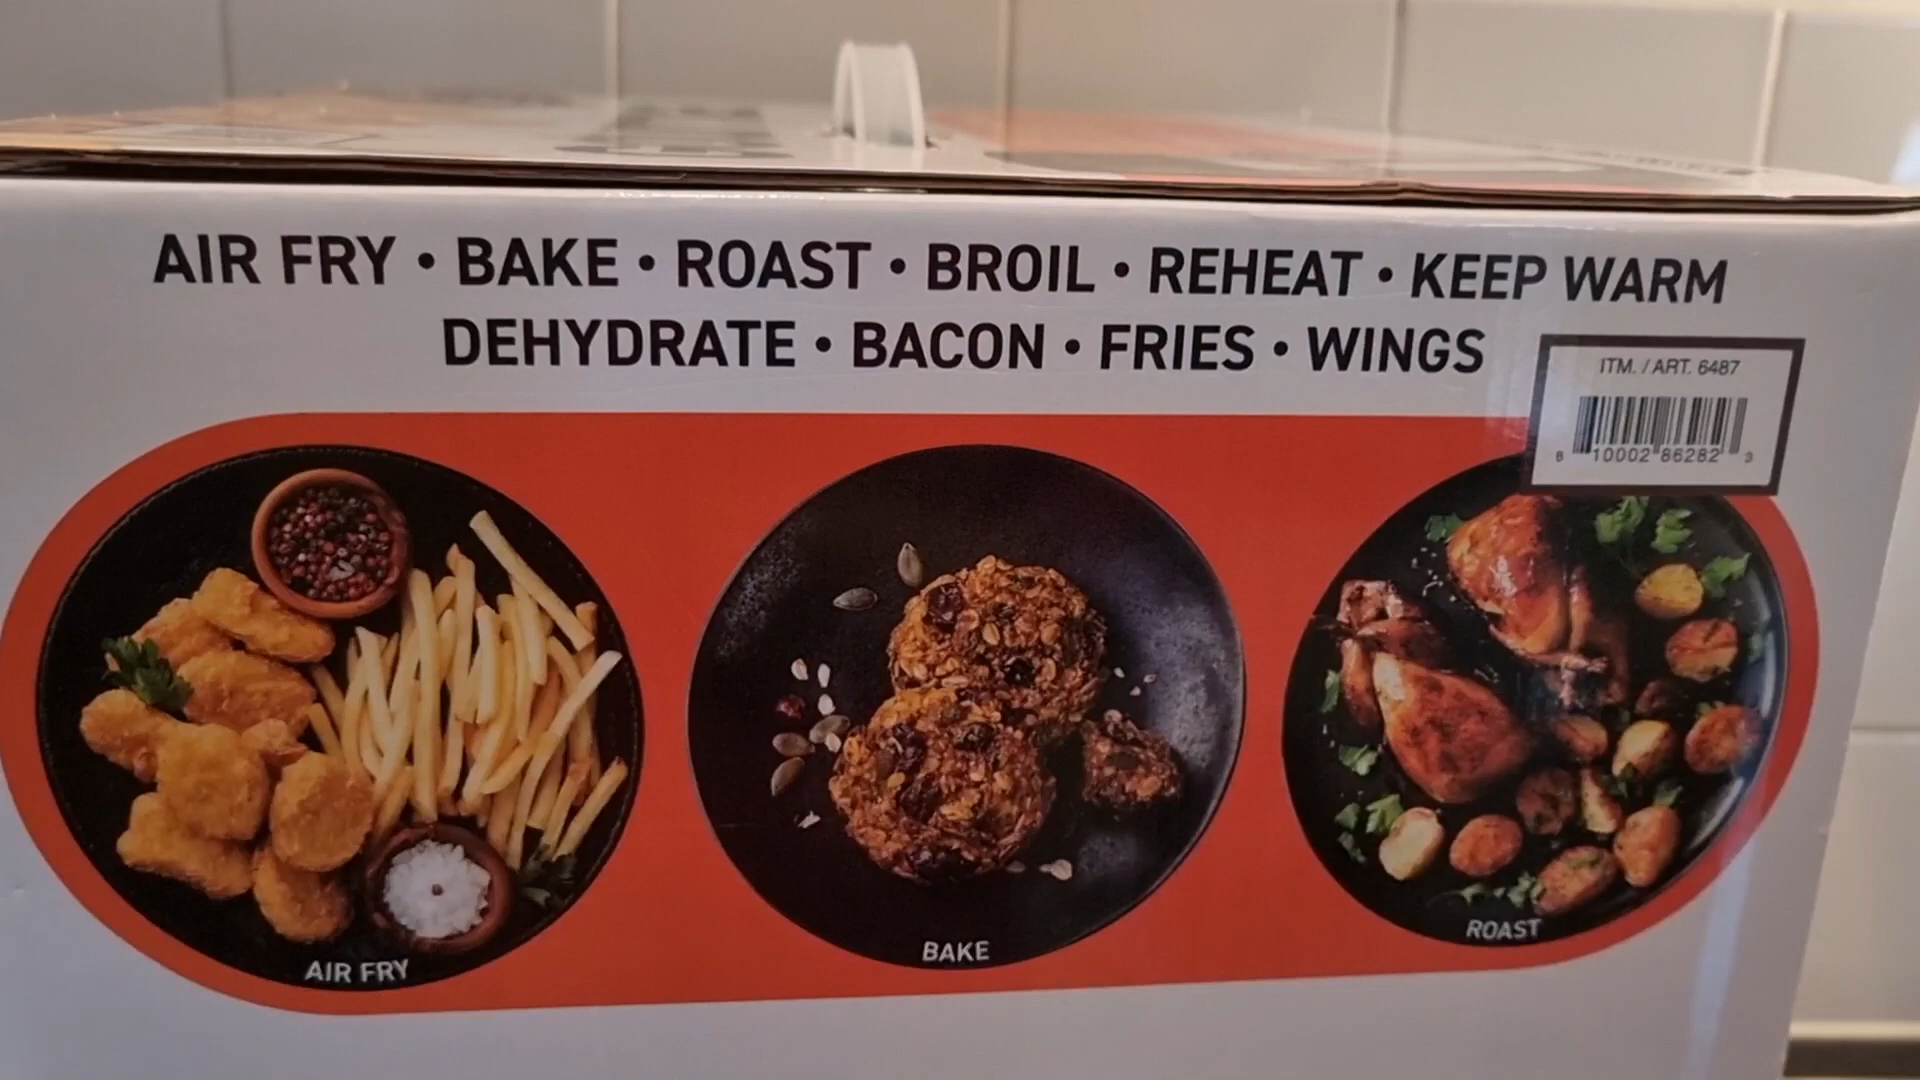 AIR FRY • BAKE • ROAST • BROIL • REHEAT • KEEP WARM
DEHYDRATE • BACON • FRIES • WINGS
ITM. / ART. 6487
8 10002 86282 3
AIR FRY
BAKE
ROAST